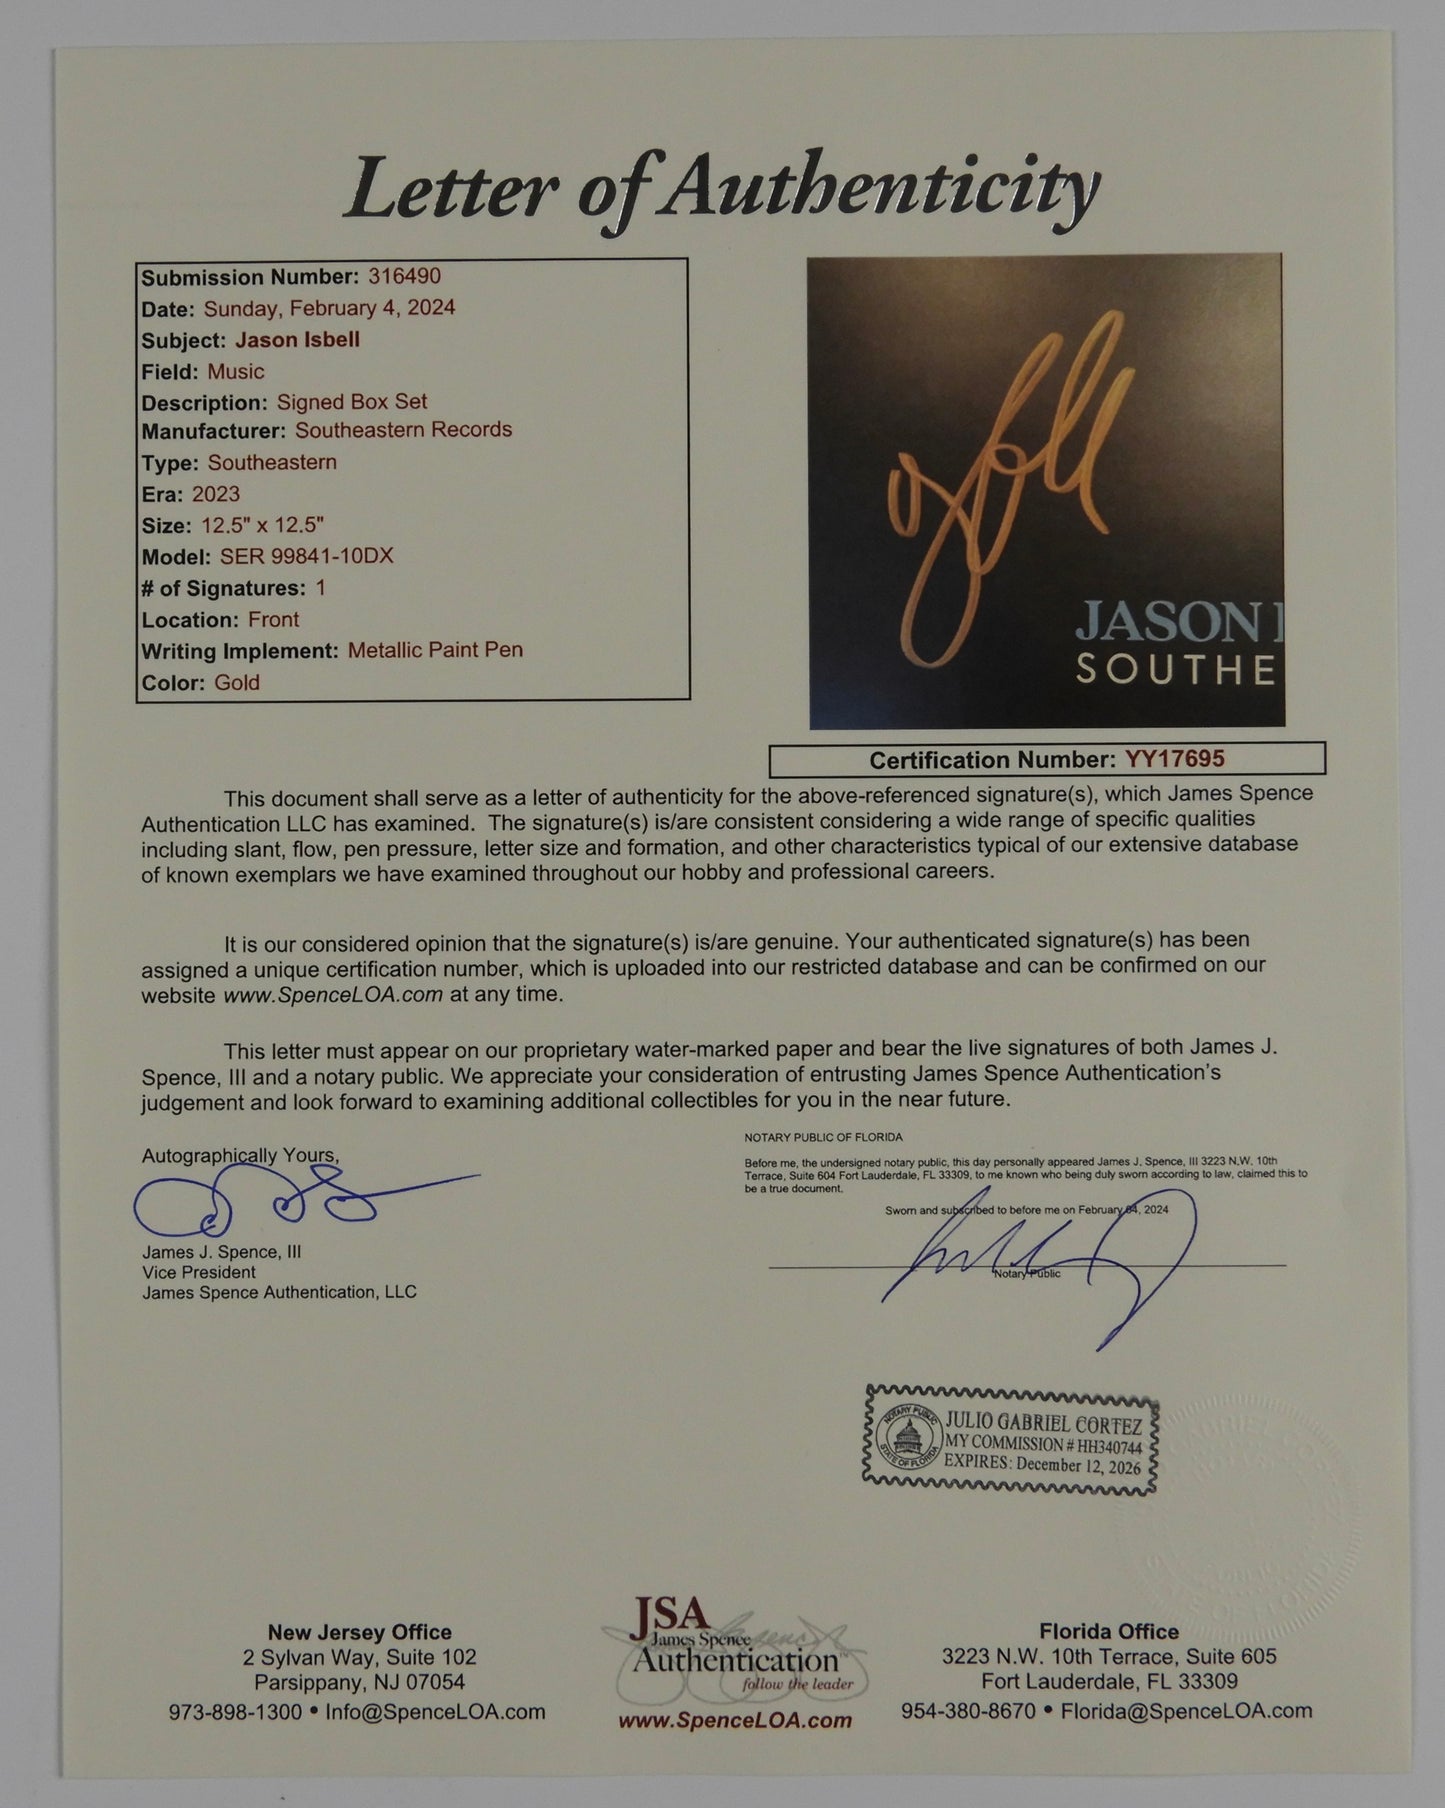 Letter of Authenticity
Submission Number: 316490
Date: Sunday, February 4, 2024
Subject: Jason Isbell
Field: Music
Description: Signed Box Set
Manufacturer: Southeastern Records
Type: Southeastern
Era: 2023
Size: 12.5" x 12.5"
Model: SER 99841-10DX
# of Signatures: 1
Location: Front
Writing Implement: Metallic Paint Pen
Color: Gold
JASON I
SOUTHE
Certification Number: YY17695
This document shall serve as a letter of authenticity for the above-referenced signature(s), which James Spence
Authentication LLC has examined. The signature(s) is/are consistent considering a wide range of specific qualities
including slant, flow, pen pressure, letter size and formation, and other characteristics typical of our extensive database
of known exemplars we have examined throughout our hobby and professional careers.
It is our considered opinion that the signature(s) is/are genuine. Your authenticated signature(s) has been
assigned a unique certification number, which is uploaded into our restricted database and can be confirmed on our
website www.SpenceLOA.com at any time.
This letter must appear on our proprietary water-marked paper and bear the live signatures of both James J.
Spence, III and a notary public. We appreciate your consideration of entrusting James Spence Authentication's
judgement and look forward to examining additional collectibles for you in the near future.
Autographically Yours,
James J. Spence, III
Vice President
James Spence Authentication, LLC
NOTARY PUBLIC OF FLORIDA
Before me, the undersigned notary public, this day personally appeared James J. Spence, III 3223 N.W. 10th
Terrace, Suite 604 Fort Lauderdale, FL 33309, to me known who being duly sworn according to law, claimed this to
be a true document.
Sworn and subscribed to before me on February 04, 2024
Notary Public
NOTARY PUBLIC
STATE OF FLORIDA
JULIO GABRIEL CORTEZ
MY COMMISSION # HH340744
EXPIRES: December 12, 2026
New Jersey Office
2 Sylvan Way, Suite 102
Parsippany, NJ 07054
973-898-1300 • Info@SpenceLOA.com
JSA
James Spence
Authentication™
follow the leader
www.SpenceLOA.com
Florida Office
3223 N.W. 10th Terrace, Suite 605
Fort Lauderdale, FL 33309
954-380-8670 • Florida@SpenceLOA.com